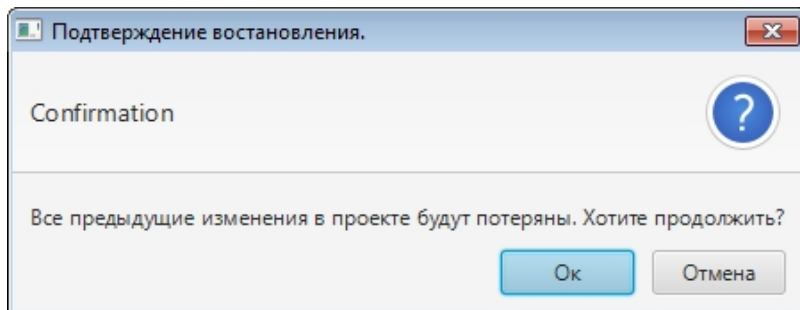 Подтверждение востановления.
Confirmation
?
Все предыдущие изменения в проекте будут потеряны. Хотите продолжить?
Ок
Отмена